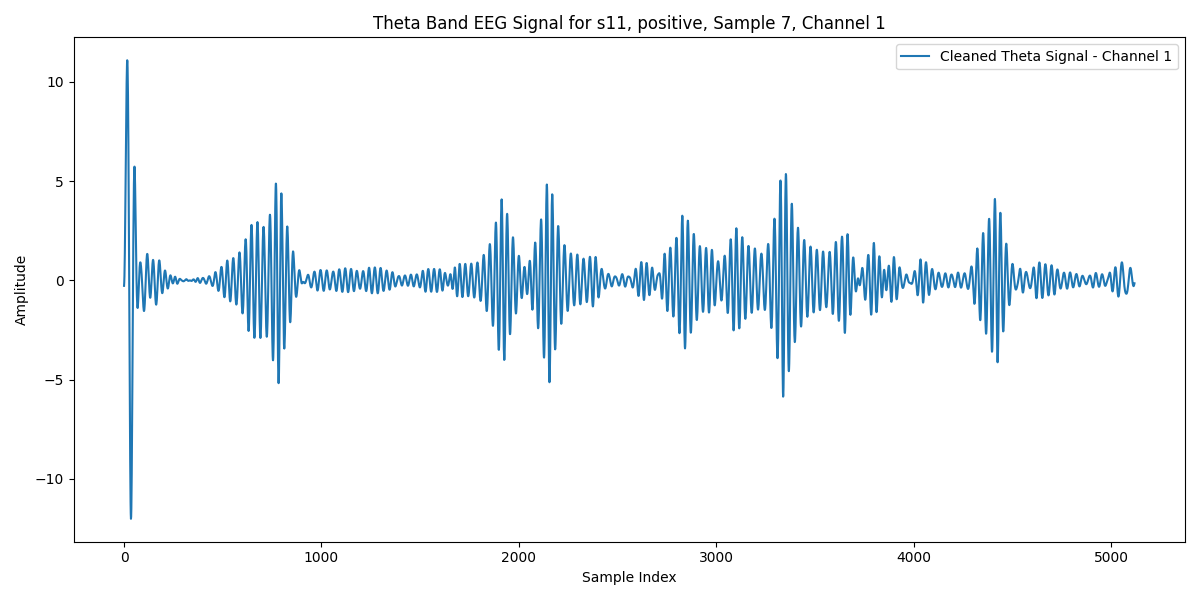 Theta Band EEG Signal for s11, positive, Sample 7, Channel 1
Cleaned Theta Signal - Channel 1
Amplitude
10
5
0
−5
−10
0 1000 2000 3000 4000 5000
Sample Index